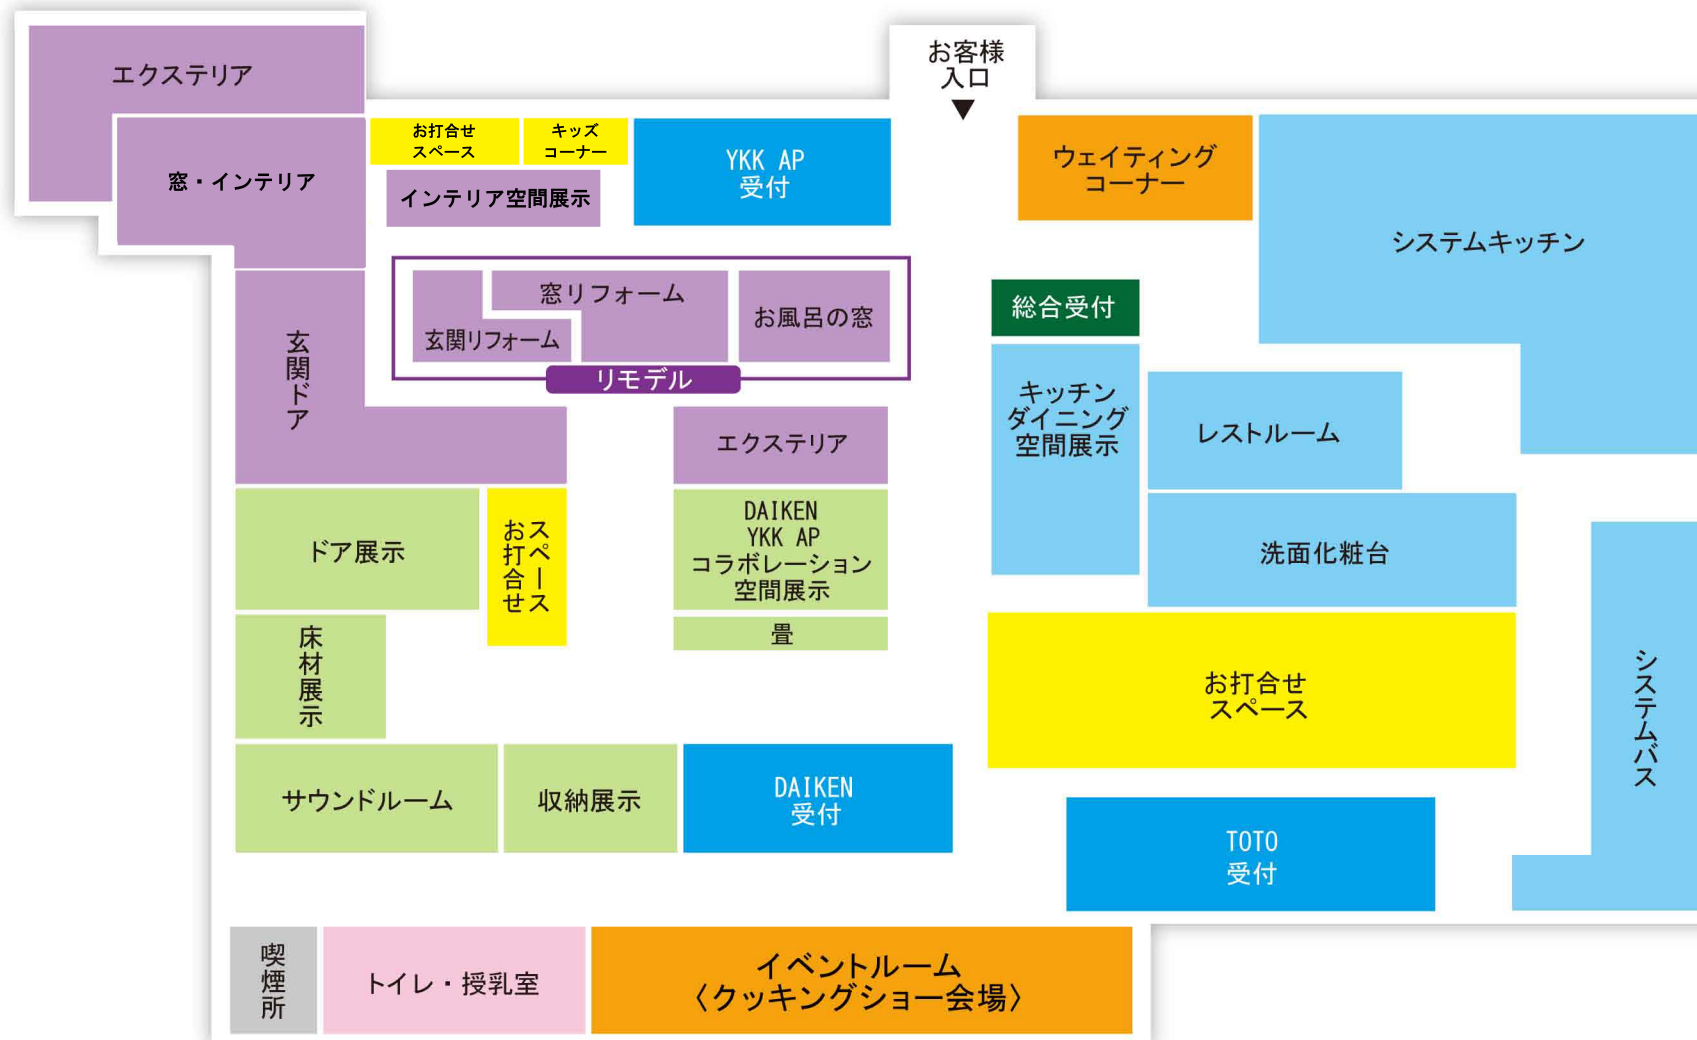 エクステリア
お客様
入口
お打合せ
スペース
キッズ
コーナー
YKK AP
受付
ウェイティング
コーナー
窓・インテリア
インテリア空間展示
システムキッチン
窓リフォーム
玄関リフォーム
お風呂の窓
リモデル
総合受付
玄関ドア
キッチン
ダイニング
空間展示
レストルーム
エクステリア
ドア展示
お打合せ
スペース
DAIKEN
YKK AP
コラボレーション
空間展示
洗面化粧台
畳
床材展示
お打合せ
スペース
システムバス
サウンドルーム
収納展示
DAIKEN
受付
TOTO
受付
喫煙所
トイレ・授乳室
イベントルーム
〈クッキングショー会場〉